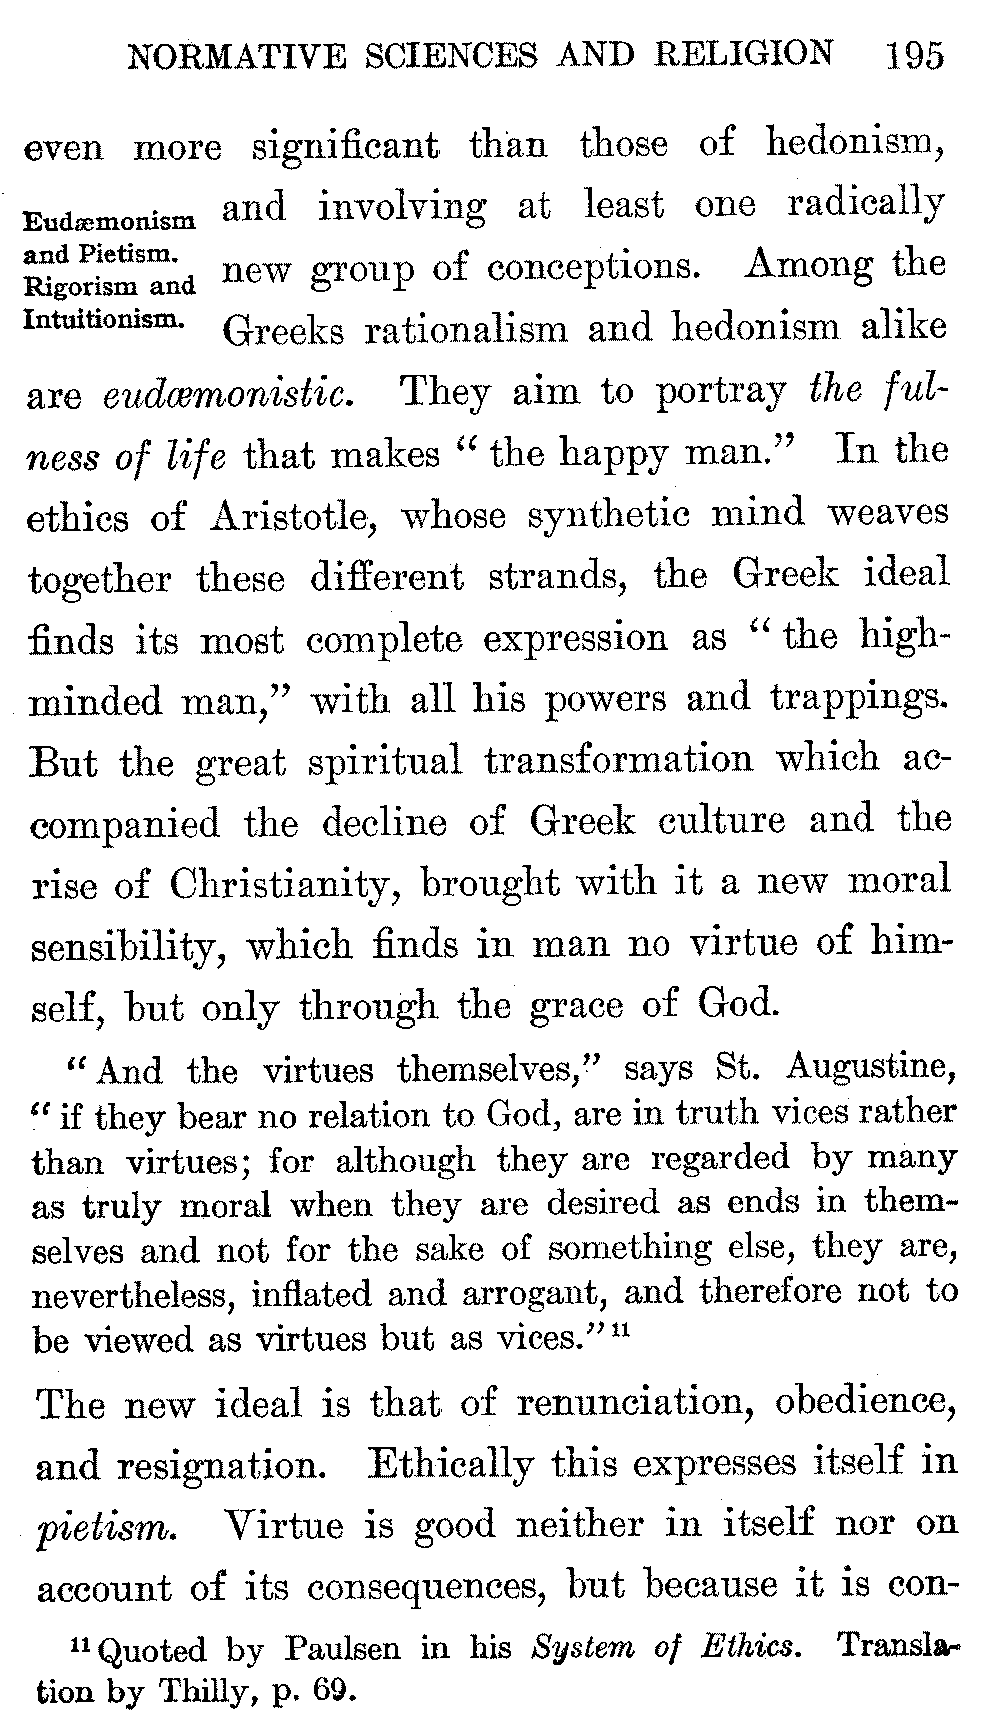 NORMATIVE SCIENCES AND RELIGION 195
even more significant than those of hedonism,
Eudæmonism
and Pietism.
Rigorism and
Intuitionism.
and involving at least one radically
new group of conceptions. Among the
Greeks rationalism and hedonism alike
are eudæmonistic. They aim to portray the ful-
ness of life that makes “ the happy man.” In the
ethics of Aristotle, whose synthetic mind weaves
together these different strands, the Greek ideal
finds its most complete expression as “ the high-
minded man,” with all his powers and trappings.
But the great spiritual transformation which ac-
companied the decline of Greek culture and the
rise of Christianity, brought with it a new moral
sensibility, which finds in man no virtue of him-
self, but only through the grace of God.
“ And the virtues themselves,” says St. Augustine,
“ if they bear no relation to God, are in truth vices rather
than virtues; for although they are regarded by many
as truly moral when they are desired as ends in them-
selves and not for the sake of something else, they are,
nevertheless, inflated and arrogant, and therefore not to
be viewed as virtues but as vices.” 11
The new ideal is that of renunciation, obedience,
and resignation. Ethically this expresses itself in
pietism. Virtue is good neither in itself nor on
account of its consequences, but because it is con-
11 Quoted by Paulsen in his System of Ethics. Transla-
tion by Thilly, p. 69.